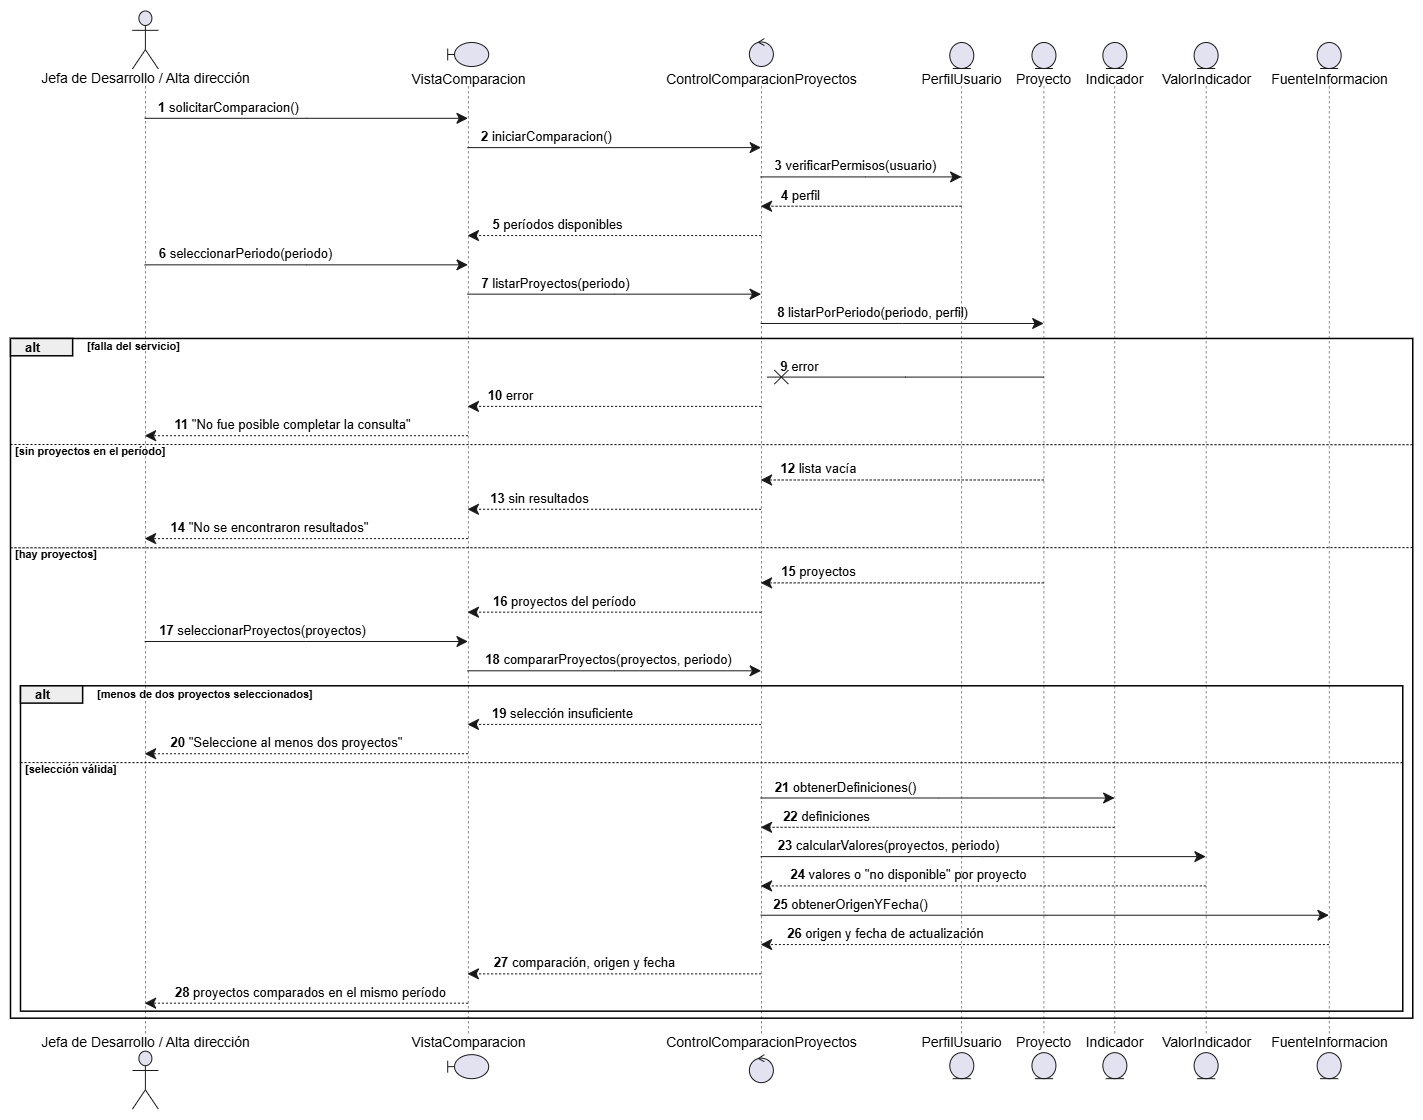 Jefa de Desarrollo / Alta dirección
VistaComparacion
ControlComparacionProyectos
PerfilUsuario
Proyecto
Indicador
ValorIndicador
FuenteInformacion
1 solicitarComparacion()
2 iniciarComparacion()
3 verificarPermisos(usuario)
4 perfil
5 períodos disponibles
6 seleccionarPeriodo(periodo)
7 listarProyectos(periodo)
8 listarPorPeriodo(periodo, perfil)
alt [falla del servicio]
9 error
10 error
11 "No fue posible completar la consulta"
[sin proyectos en el período]
12 lista vacía
13 sin resultados
14 "No se encontraron resultados"
[hay proyectos]
15 proyectos
16 proyectos del período
17 seleccionarProyectos(proyectos)
18 compararProyectos(proyectos, periodo)
alt [menos de dos proyectos seleccionados]
19 selección insuficiente
20 "Seleccione al menos dos proyectos"
[selección válida]
21 obtenerDefiniciones()
22 definiciones
23 calcularValores(proyectos, periodo)
24 valores o "no disponible" por proyecto
25 obtenerOrigenYFecha()
26 origen y fecha de actualización
27 comparación, origen y fecha
28 proyectos comparados en el mismo período
Jefa de Desarrollo / Alta dirección
VistaComparacion
ControlComparacionProyectos
PerfilUsuario
Proyecto
Indicador
ValorIndicador
FuenteInformacion